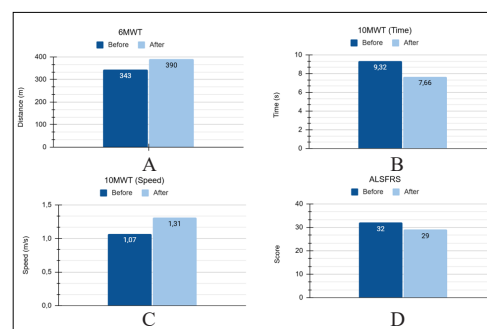 6MWT
Before After
Distance (m)
400
300
200
100
0
343
390
A
10MWT (Time)
Before After
Time (s)
10
8
6
4
2
0
9,32
7,66
B
10MWT (Speed)
Before After
Speed (m/s)
1,5
1,0
0,5
0,0
1,07
1,31
C
ALSFRS
Before After
Score
40
30
20
10
0
32
29
D